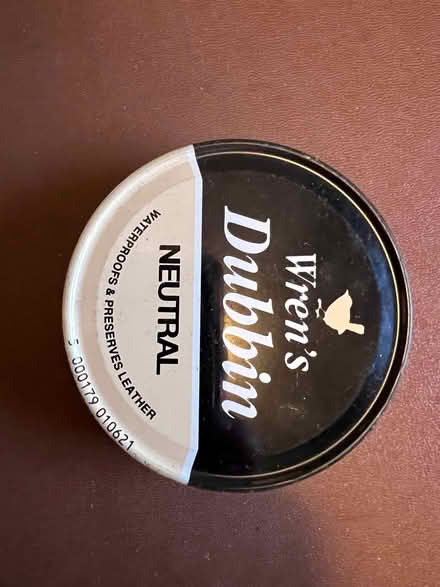 Wren's
Dubbin
NEUTRAL
WATERPROOFS & PRESERVES LEATHER
5 000179 010621